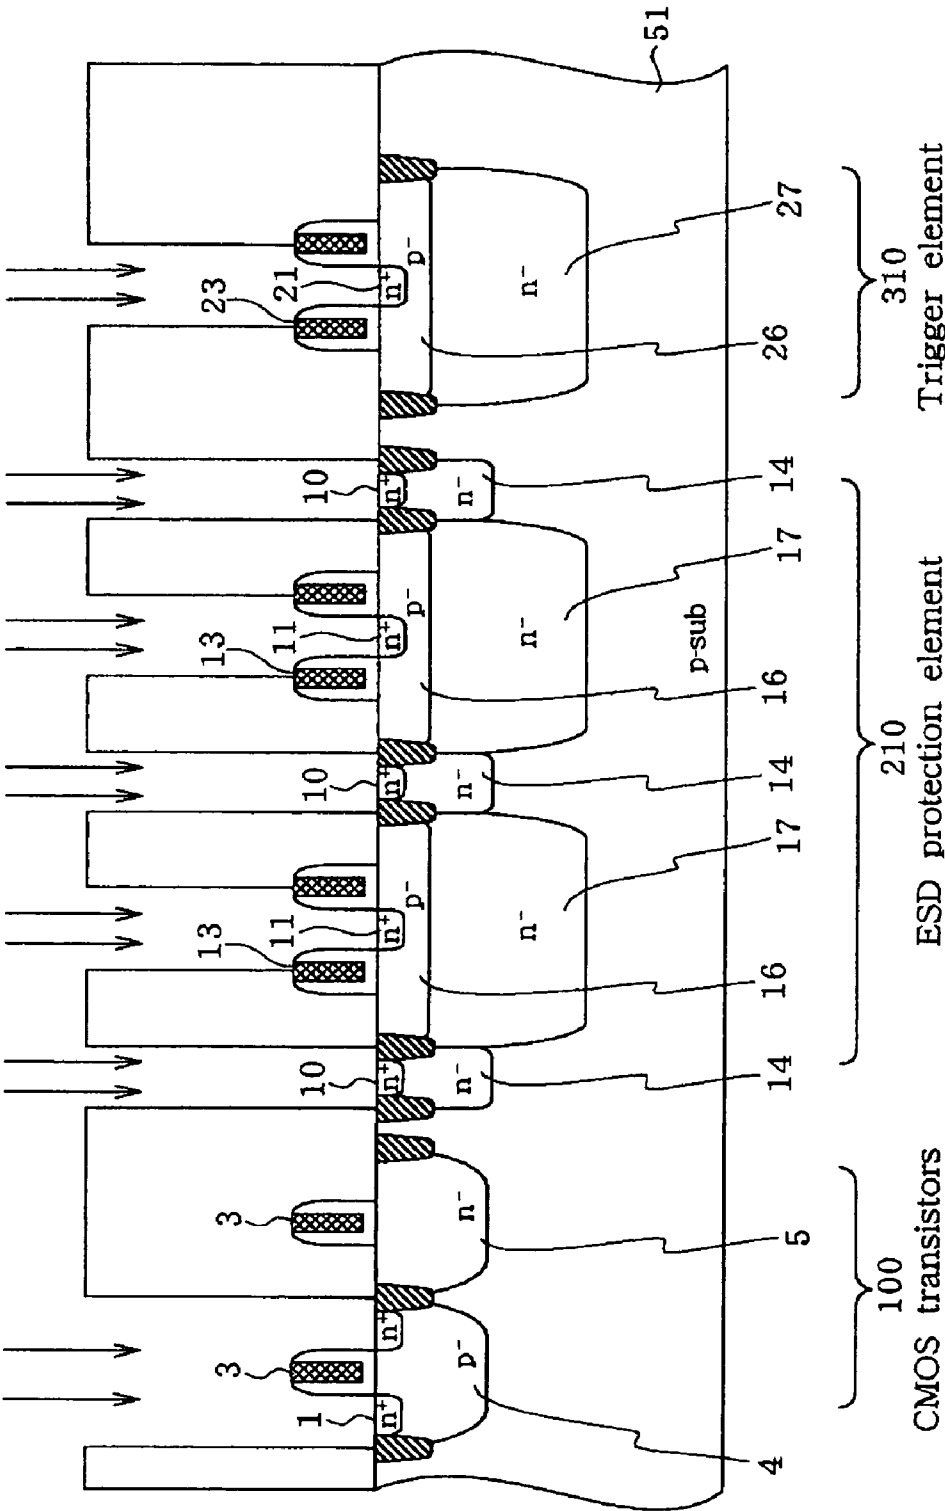 3 3 13 13 23
1 10 11 10 11 10 21
n⁺ n⁺ n⁺ n⁺ n⁺ n⁺ n⁺ n⁺
p⁻ p⁻ p⁻
p⁻ n⁻ n⁻ n⁻ n⁻
n⁻ n⁻ n⁻
51
p-sub
4 5 14 16 17 14 16 17 14 26 27
100 210 310
CMOS transistors ESD protection element Trigger element